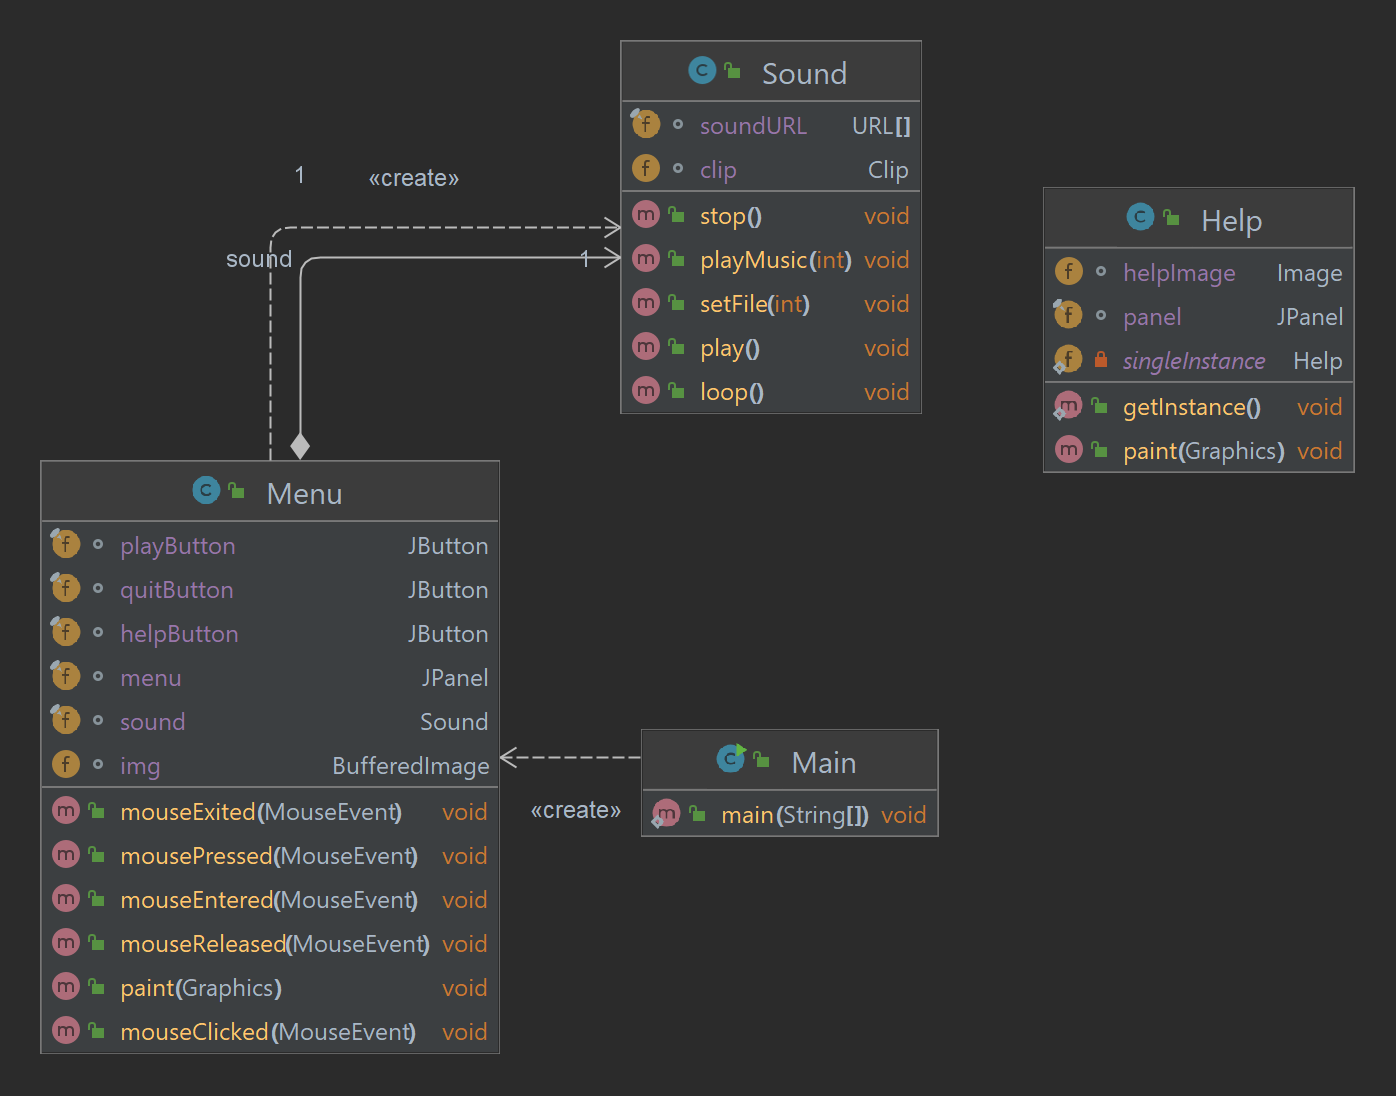 Sound
soundURL URL[]
clip Clip
stop() void
playMusic(int) void
setFile(int) void
play() void
loop() void
1 «create»
sound 1
Help
helpImage Image
panel JPanel
singleInstance Help
getInstance() void
paint(Graphics) void
Menu
playButton JButton
quitButton JButton
helpButton JButton
menu JPanel
sound Sound
img BufferedImage
mouseExited(MouseEvent) void
mousePressed(MouseEvent) void
mouseEntered(MouseEvent) void
mouseReleased(MouseEvent) void
paint(Graphics) void
mouseClicked(MouseEvent) void
«create»
Main
main(String[]) void